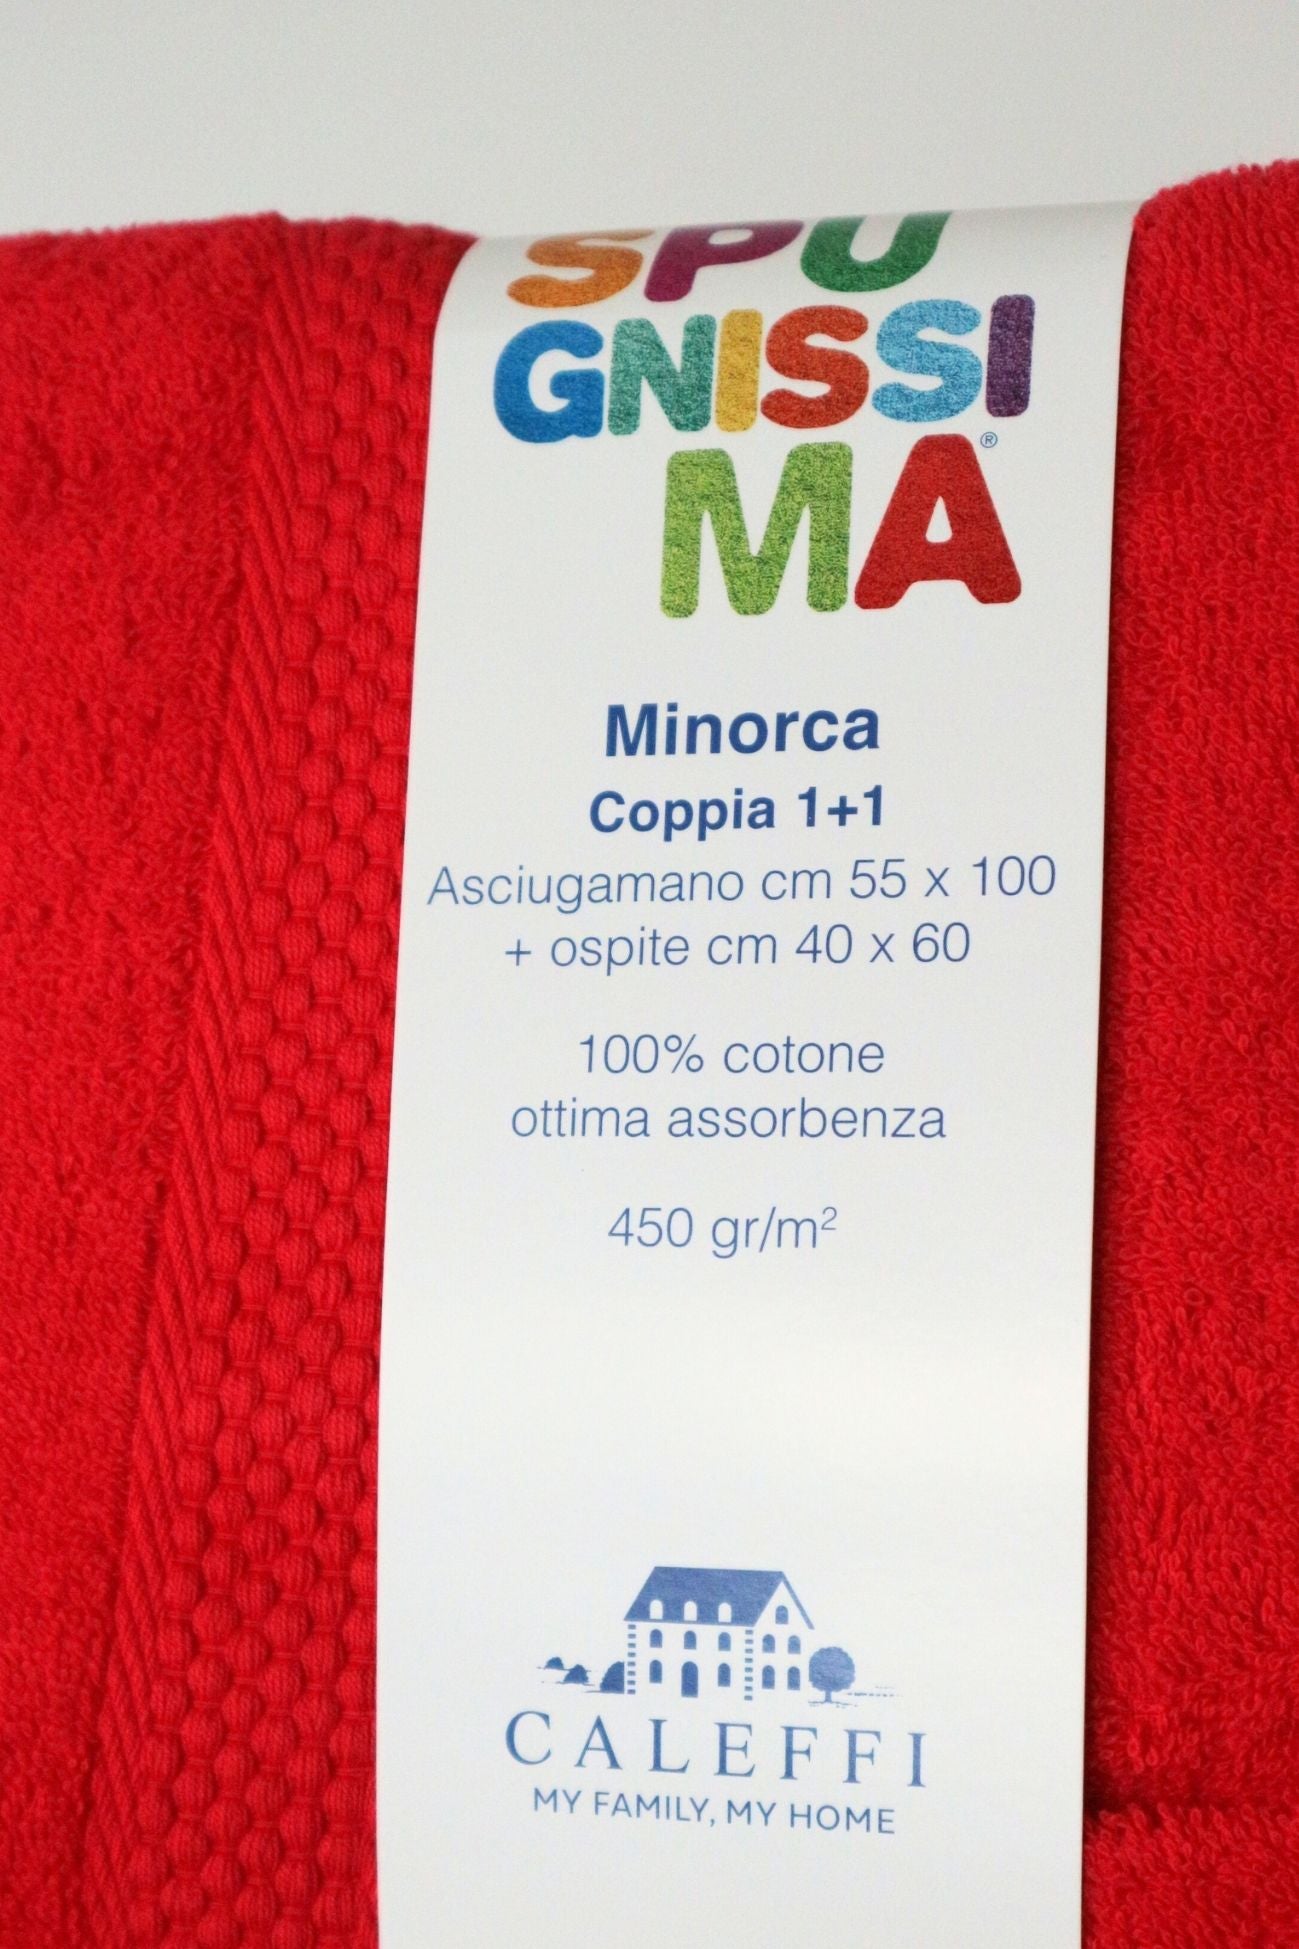 SPU
GNISSI
MA®
Minorca
Coppia 1+1
Asciugamano cm 55 x 100
+ ospite cm 40 x 60
100% cotone
ottima assorbenza
450 gr/m²
CALEFFI
MY FAMILY, MY HOME